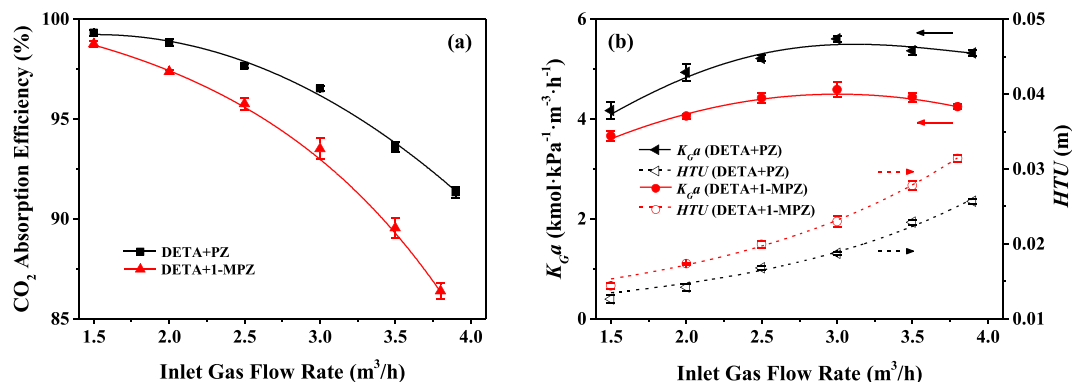 100
95
90
85
CO2 Absorption Efficiency (%)
(a)
DETA+PZ
DETA+1-MPZ
1.5 2.0 2.5 3.0 3.5 4.0
Inlet Gas Flow Rate (m³/h)
6
4
2
0
K_G a (kmol·kPa⁻¹·m⁻³·h⁻¹)
(b)
K_G a (DETA+PZ)
HTU (DETA+PZ)
K_G a (DETA+1-MPZ)
HTU (DETA+1-MPZ)
0.05
0.04
0.03
0.02
0.01
HTU (m)
1.5 2.0 2.5 3.0 3.5 4.0
Inlet Gas Flow Rate (m³/h)